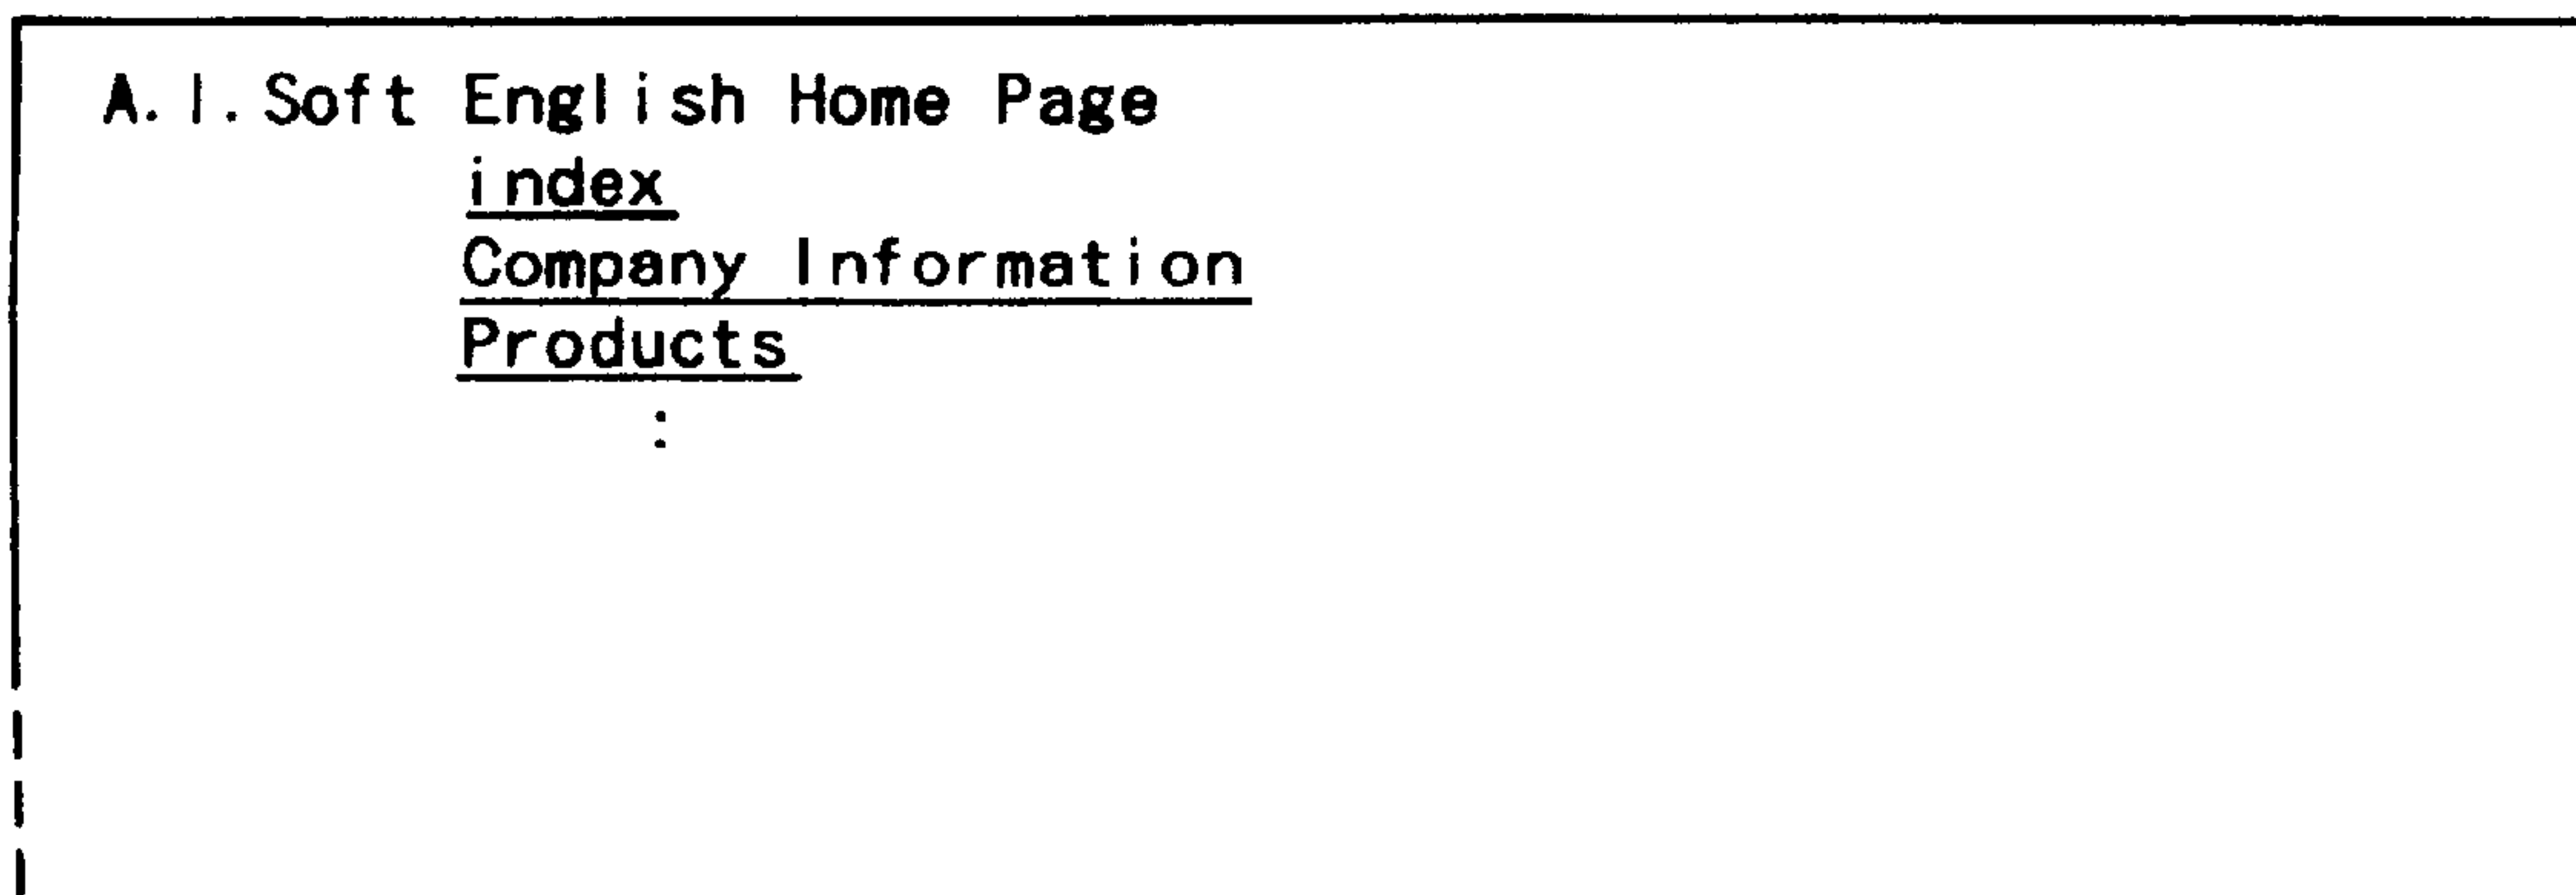 A.I.Soft English Home Page
index
Company Information
Products
: